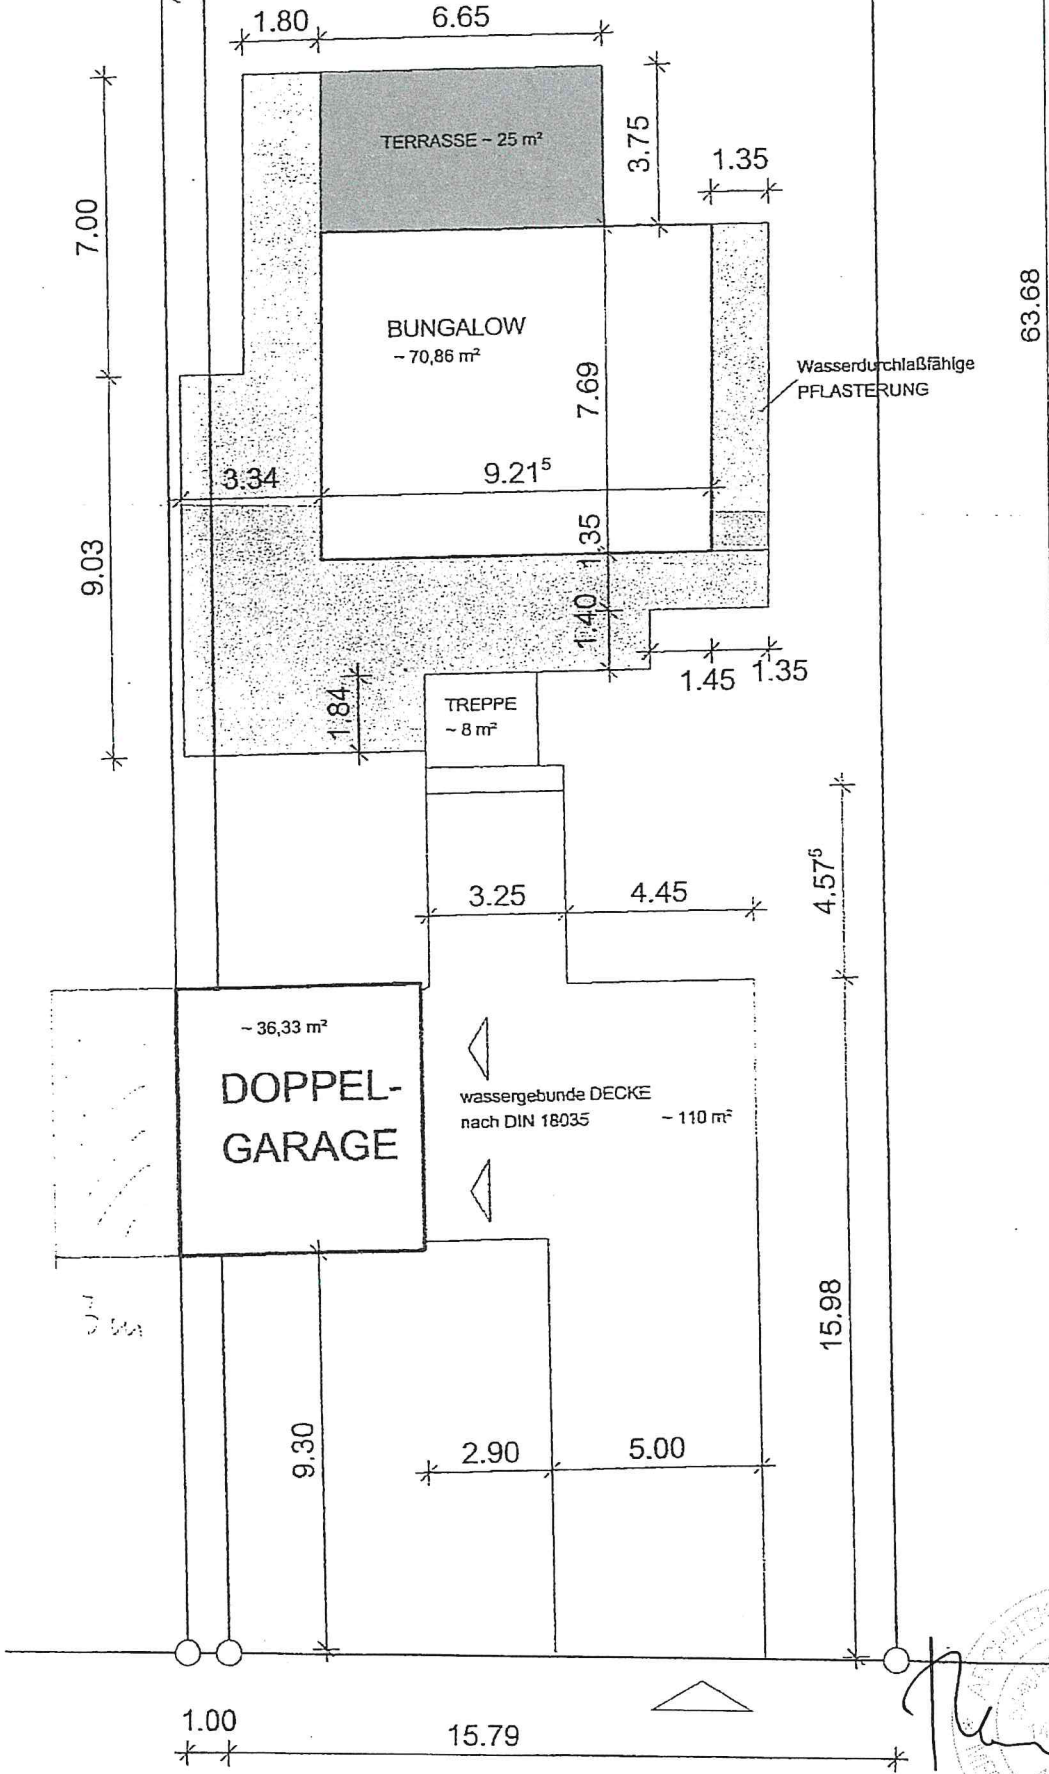 1.80
6.65
TERRASSE ~ 25 m²
3.75
1.35
7.00
BUNGALOW
~ 70,86 m²
63.68
Wasserdurchlaßfähige
PFLASTERUNG
7.69
3.34
9.21⁵
1.35
9.03
1.40
1.45
1.35
1.84
TREPPE
~ 8 m²
4.57⁵
3.25
4.45
~ 36,33 m²
DOPPEL-
GARAGE
wassergebunde DECKE
nach DIN 18035
~ 110 m²
3 m
15.98
9.30
2.90
5.00
1.00
15.79